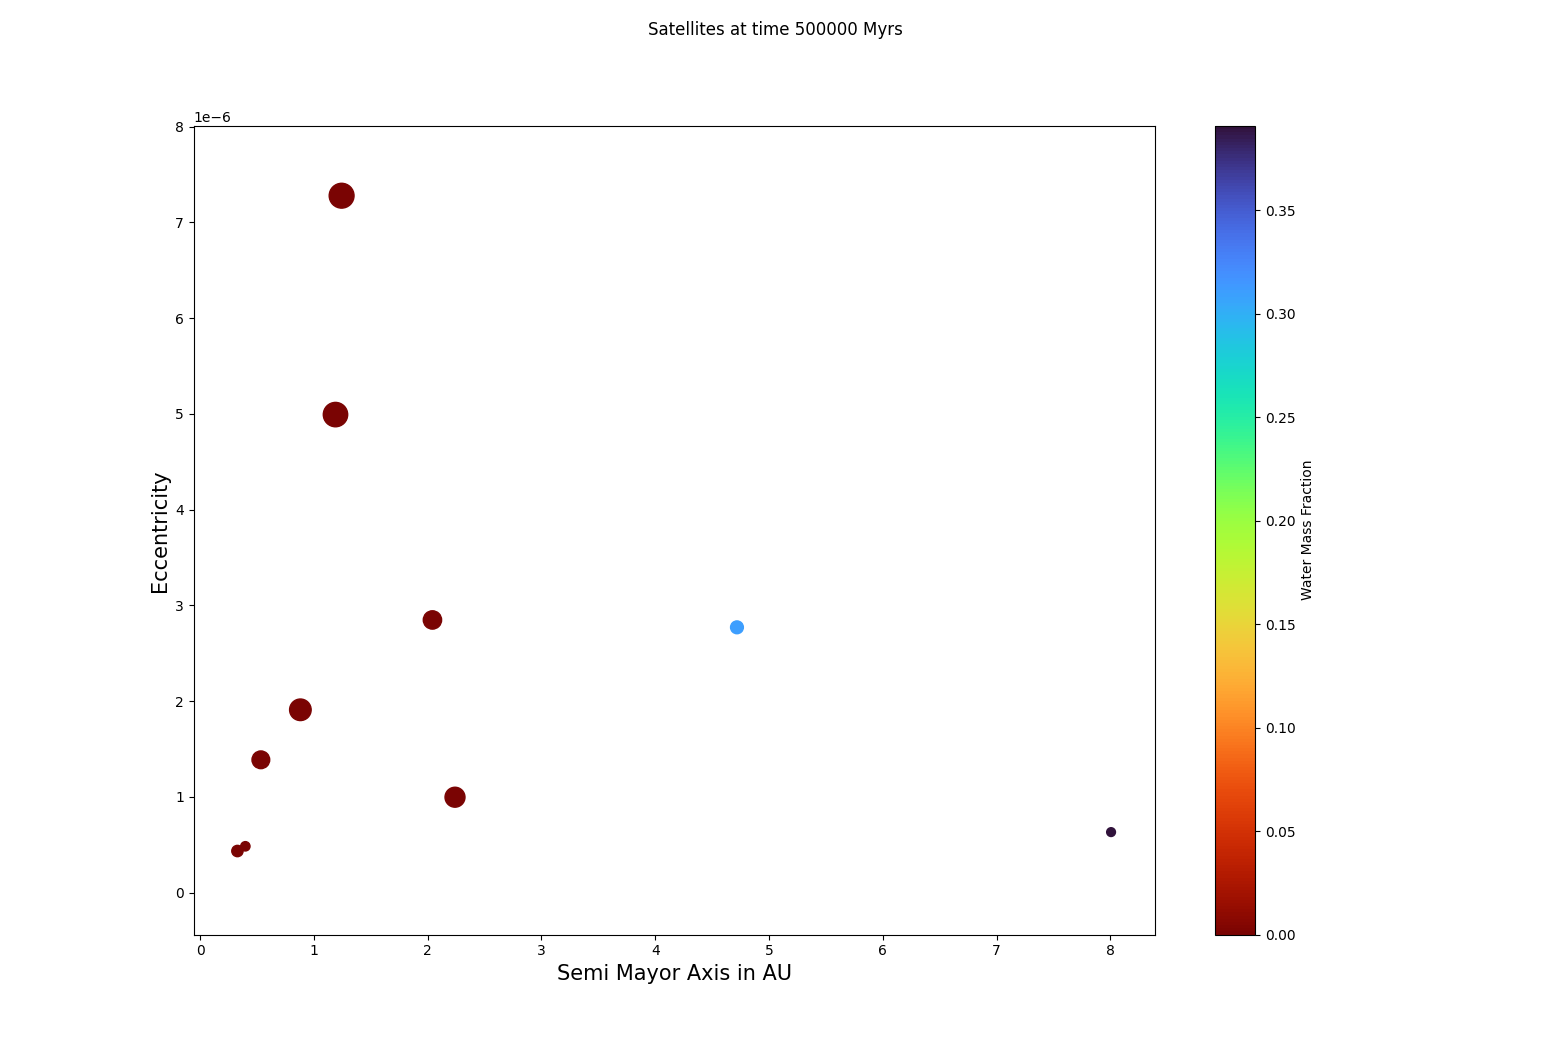 Satellites at time 500000 Myrs
1e−6
8
7
6
5
4
3
2
1
0
Eccentricity
0 1 2 3 4 5 6 7 8
Semi Mayor Axis in AU
0.35
0.30
0.25
0.20
0.15
0.10
0.05
0.00
Water Mass Fraction